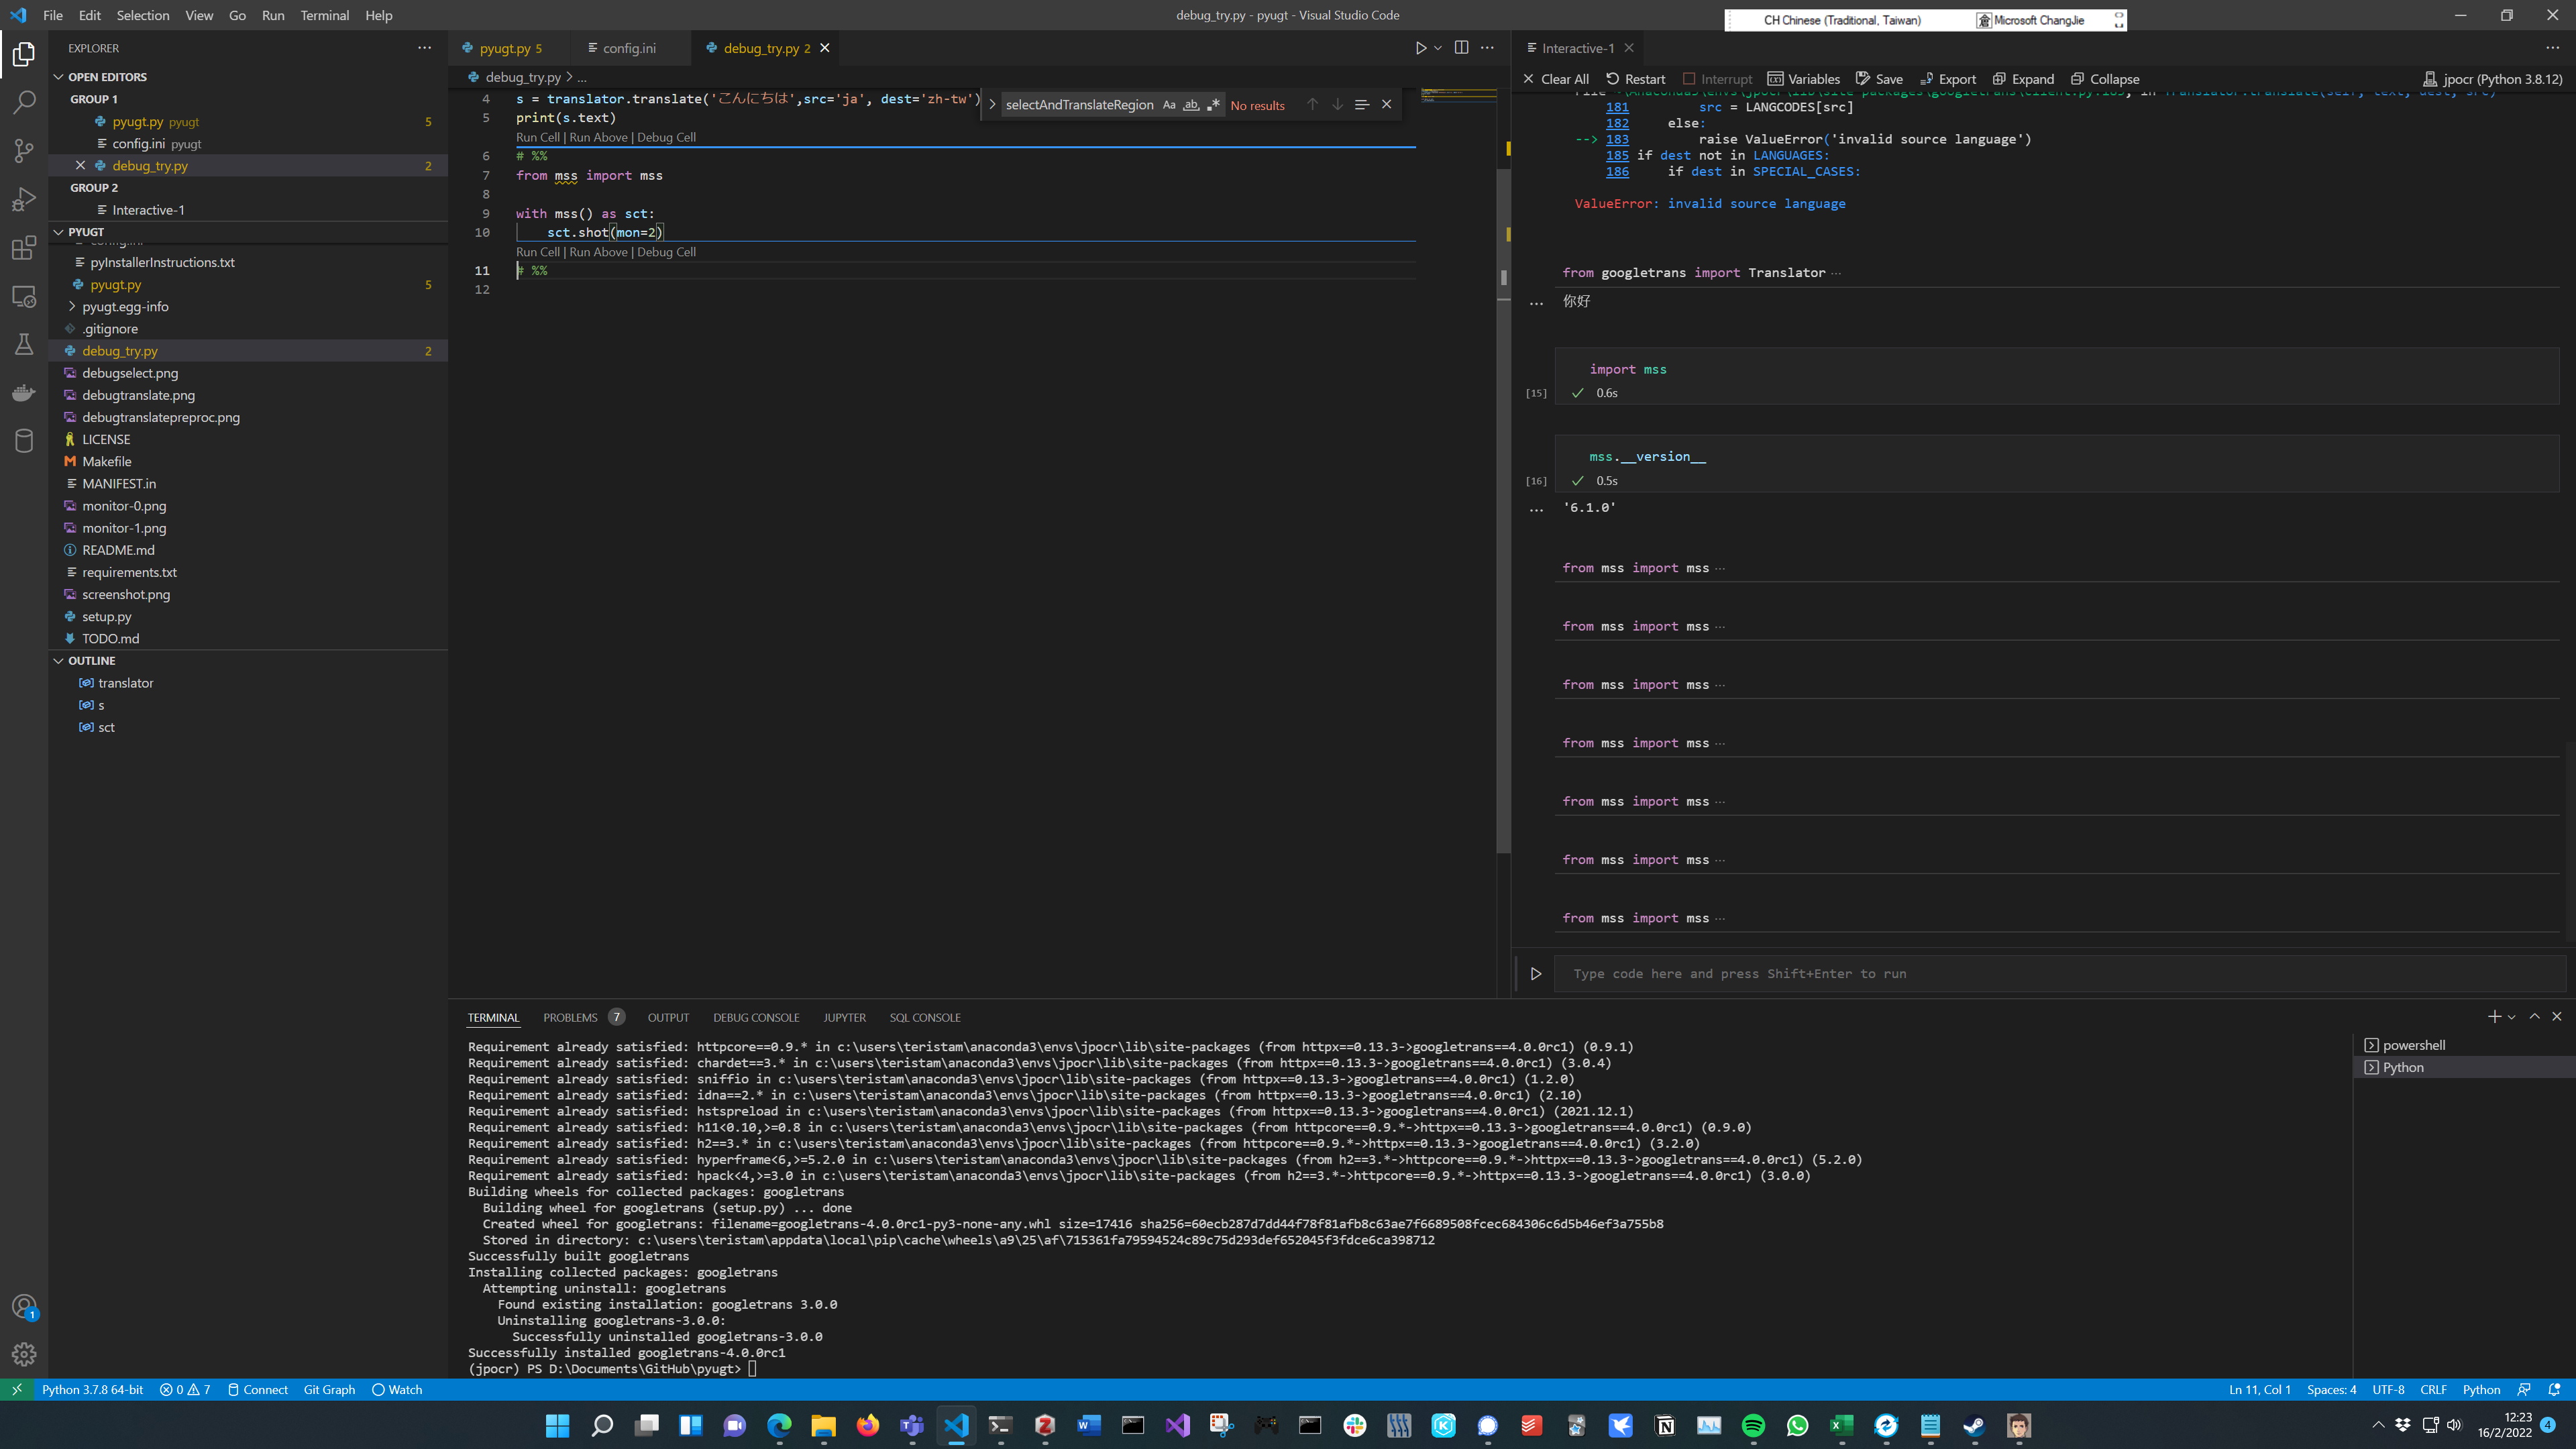 File Edit Selection View Go Run Terminal Help
debug_try.py - pyugt - Visual Studio Code
CH Chinese (Traditional, Taiwan) 倉 Microsoft ChangJie
EXPLORER
OPEN EDITORS
GROUP 1
pyugt.py pyugt 5
config.ini pyugt
debug_try.py 2
GROUP 2
Interactive-1
PYUGT
config.ini
pyInstallerInstructions.txt
pyugt.py 5
pyugt.egg-info
.gitignore
debug_try.py 2
debugselect.png
debugtranslate.png
debugtranslatepreproc.png
LICENSE
Makefile
MANIFEST.in
monitor-0.png
monitor-1.png
README.md
requirements.txt
screenshot.png
setup.py
TODO.md
OUTLINE
translator
s
sct
pyugt.py 5 config.ini debug_try.py 2
debug_try.py > ...
selectAndTranslateRegion Aa ab .* No results
4 s = translator.translate('こんにちは',src='ja', dest='zh-tw')
5 print(s.text)
Run Cell | Run Above | Debug Cell
6 # %%
7 from mss import mss
8
9 with mss() as sct:
10 sct.shot(mon=2)
Run Cell | Run Above | Debug Cell
11 # %%
12
Interactive-1
Clear All Restart Interrupt Variables Save Export Expand Collapse jpocr (Python 3.8.12)
File ~\Anaconda3\envs\jpocr\lib\site-packages\googletrans\client.py:183, in Translator.translate(self, text, dest, src)
181 src = LANGCODES[src]
182 else:
--> 183 raise ValueError('invalid source language')
185 if dest not in LANGUAGES:
186 if dest in SPECIAL_CASES:
ValueError: invalid source language
from googletrans import Translator ...
... 你好
import mss
[15] 0.6s
mss.__version__
[16] 0.5s
... '6.1.0'
from mss import mss ...
from mss import mss ...
from mss import mss ...
from mss import mss ...
from mss import mss ...
from mss import mss ...
from mss import mss ...
Type code here and press Shift+Enter to run
TERMINAL PROBLEMS 7 OUTPUT DEBUG CONSOLE JUPYTER SQL CONSOLE
Requirement already satisfied: httpcore==0.9.* in c:\users\teristam\anaconda3\envs\jpocr\lib\site-packages (from httpx==0.13.3->googletrans==4.0.0rc1) (0.9.1)
Requirement already satisfied: chardet==3.* in c:\users\teristam\anaconda3\envs\jpocr\lib\site-packages (from httpx==0.13.3->googletrans==4.0.0rc1) (3.0.4)
Requirement already satisfied: sniffio in c:\users\teristam\anaconda3\envs\jpocr\lib\site-packages (from httpx==0.13.3->googletrans==4.0.0rc1) (1.2.0)
Requirement already satisfied: idna==2.* in c:\users\teristam\anaconda3\envs\jpocr\lib\site-packages (from httpx==0.13.3->googletrans==4.0.0rc1) (2.10)
Requirement already satisfied: hstspreload in c:\users\teristam\anaconda3\envs\jpocr\lib\site-packages (from httpx==0.13.3->googletrans==4.0.0rc1) (2021.12.1)
Requirement already satisfied: h11<0.10,>=0.8 in c:\users\teristam\anaconda3\envs\jpocr\lib\site-packages (from httpcore==0.9.*->httpx==0.13.3->googletrans==4.0.0rc1) (0.9.0)
Requirement already satisfied: h2==3.* in c:\users\teristam\anaconda3\envs\jpocr\lib\site-packages (from httpcore==0.9.*->httpx==0.13.3->googletrans==4.0.0rc1) (3.2.0)
Requirement already satisfied: hyperframe<6,>=5.2.0 in c:\users\teristam\anaconda3\envs\jpocr\lib\site-packages (from h2==3.*->httpcore==0.9.*->httpx==0.13.3->googletrans==4.0.0rc1) (5.2.0)
Requirement already satisfied: hpack<4,>=3.0 in c:\users\teristam\anaconda3\envs\jpocr\lib\site-packages (from h2==3.*->httpcore==0.9.*->httpx==0.13.3->googletrans==4.0.0rc1) (3.0.0)
Building wheels for collected packages: googletrans
Building wheel for googletrans (setup.py) ... done
Created wheel for googletrans: filename=googletrans-4.0.0rc1-py3-none-any.whl size=17416 sha256=60ecb287d7dd44f78f81afb8c63ae7f6689508fcec684306c6d5b46ef3a755b8
Stored in directory: c:\users\teristam\appdata\local\pip\cache\wheels\a9\25\af\715361fa79594524c89c75d293def652045f3fdce6ca398712
Successfully built googletrans
Installing collected packages: googletrans
Attempting uninstall: googletrans
Found existing installation: googletrans 3.0.0
Uninstalling googletrans-3.0.0:
Successfully uninstalled googletrans-3.0.0
Successfully installed googletrans-4.0.0rc1
(jpocr) PS D:\Documents\GitHub\pyugt>
powershell
Python
1
Python 3.7.8 64-bit 0 7 Connect Git Graph Watch
Ln 11, Col 1 Spaces: 4 UTF-8 CRLF Python
12:23
16/2/2022 4